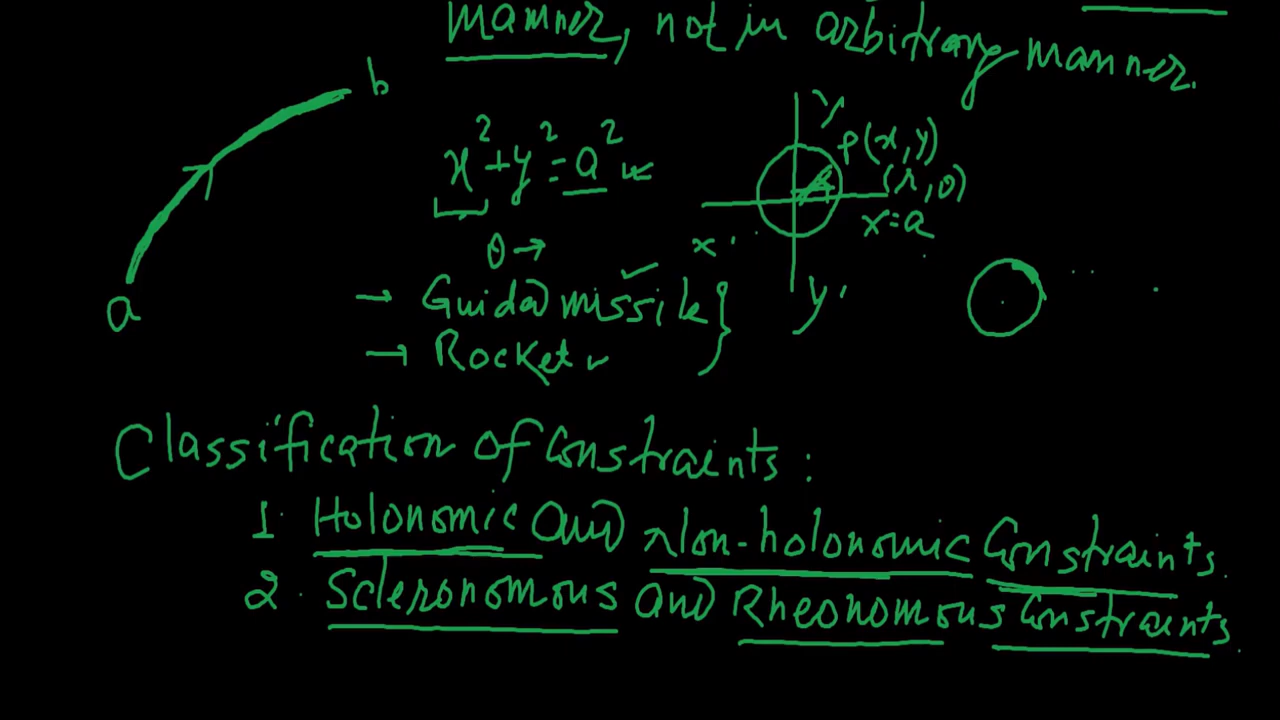 manner, not in arbitrary manner.
b
a
x²+y²=a²
θ→
→ Guided missile
→ Rocket
y
P(x,y)
(r,θ)
x=a
x'
y'
Classification of Constraints:
1. Holonomic and Non-holonomic Constraints.
2. Scleronomous and Rheonomous Constraints.